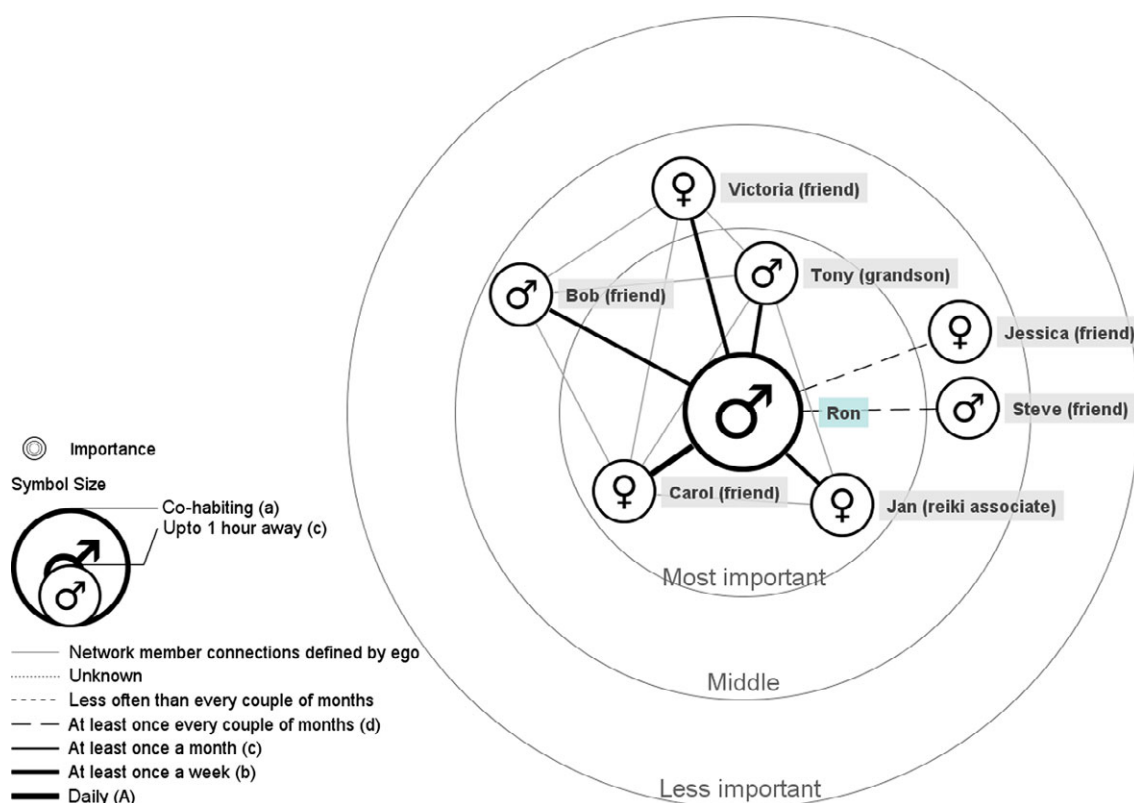 Victoria (friend)
Tony (grandson)
Bob (friend)
Jessica (friend)
Ron
Steve (friend)
Carol (friend)
Jan (reiki associate)
Most important
Middle
Less important
Importance
Symbol Size
Co-habiting (a)
Upto 1 hour away (c)
Network member connections defined by ego
Unknown
Less often than every couple of months
At least once every couple of months (d)
At least once a month (c)
At least once a week (b)
Daily (A)